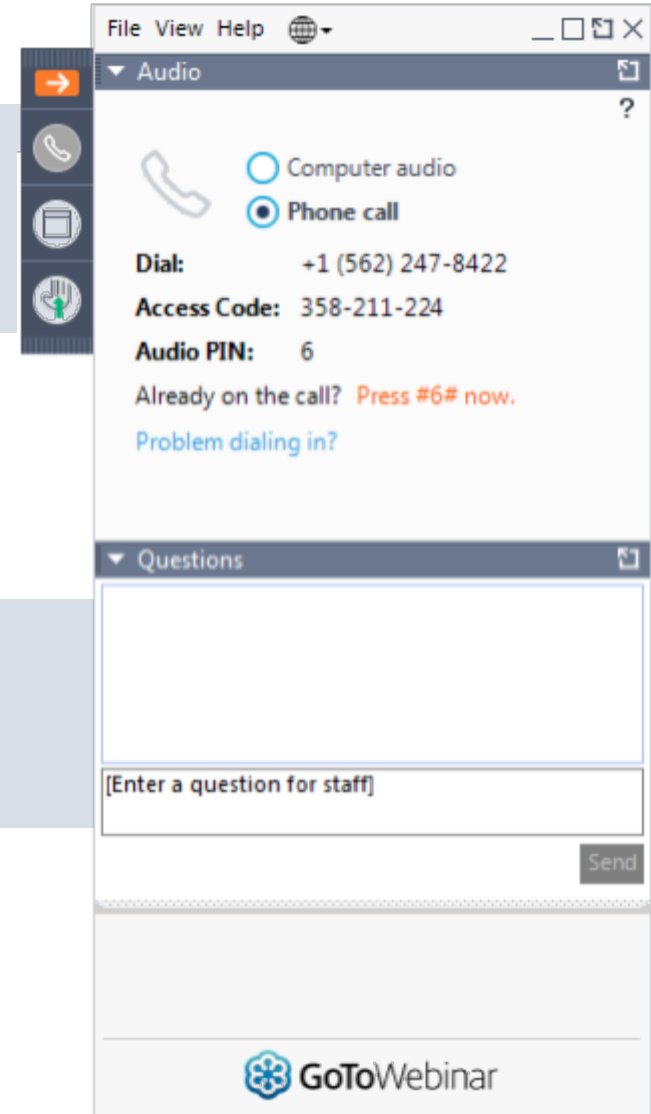 File View Help
Audio
?
Computer audio
Phone call
Dial: +1 (562) 247-8422
Access Code: 358-211-224
Audio PIN: 6
Already on the call? Press #6# now.
Problem dialing in?
Questions
[Enter a question for staff]
Send
GoToWebinar